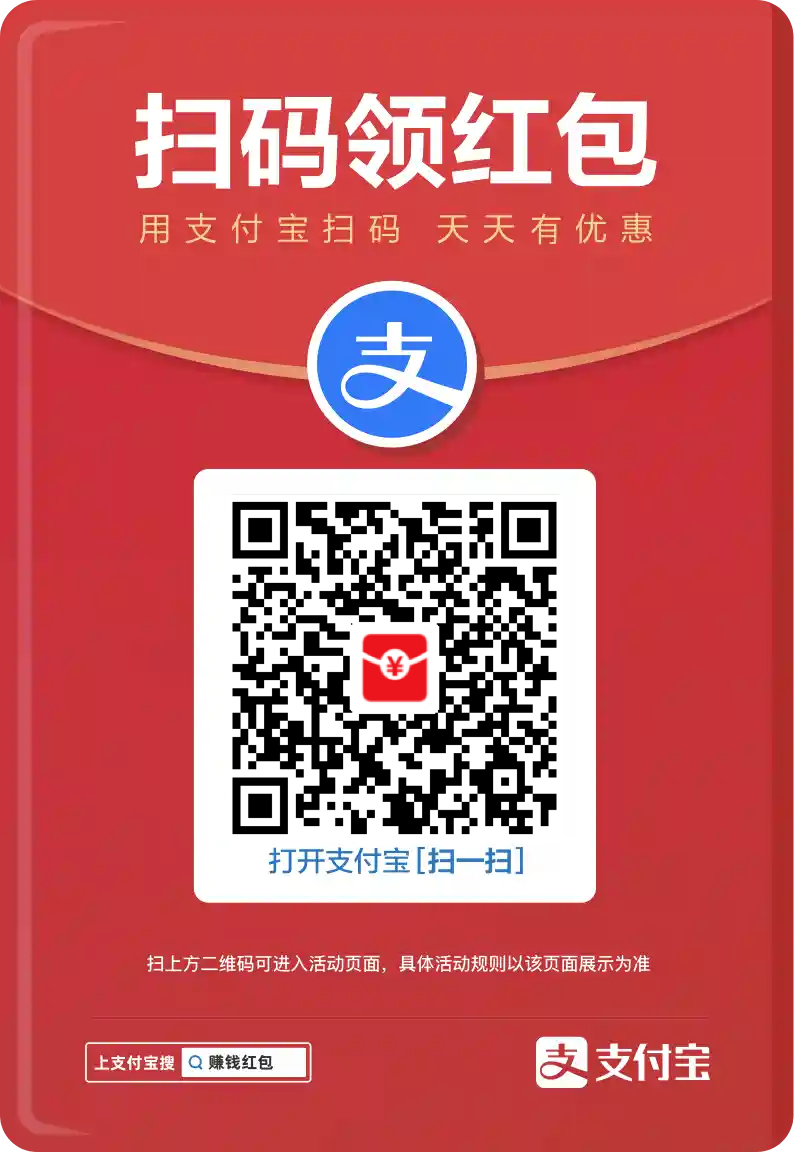 扫码领红包
用支付宝扫码 天天有优惠
支
¥
打开支付宝[扫一扫]
扫上方二维码可进入活动页面，具体活动规则以该页面展示为准
上支付宝搜 赚钱红包
支 支付宝